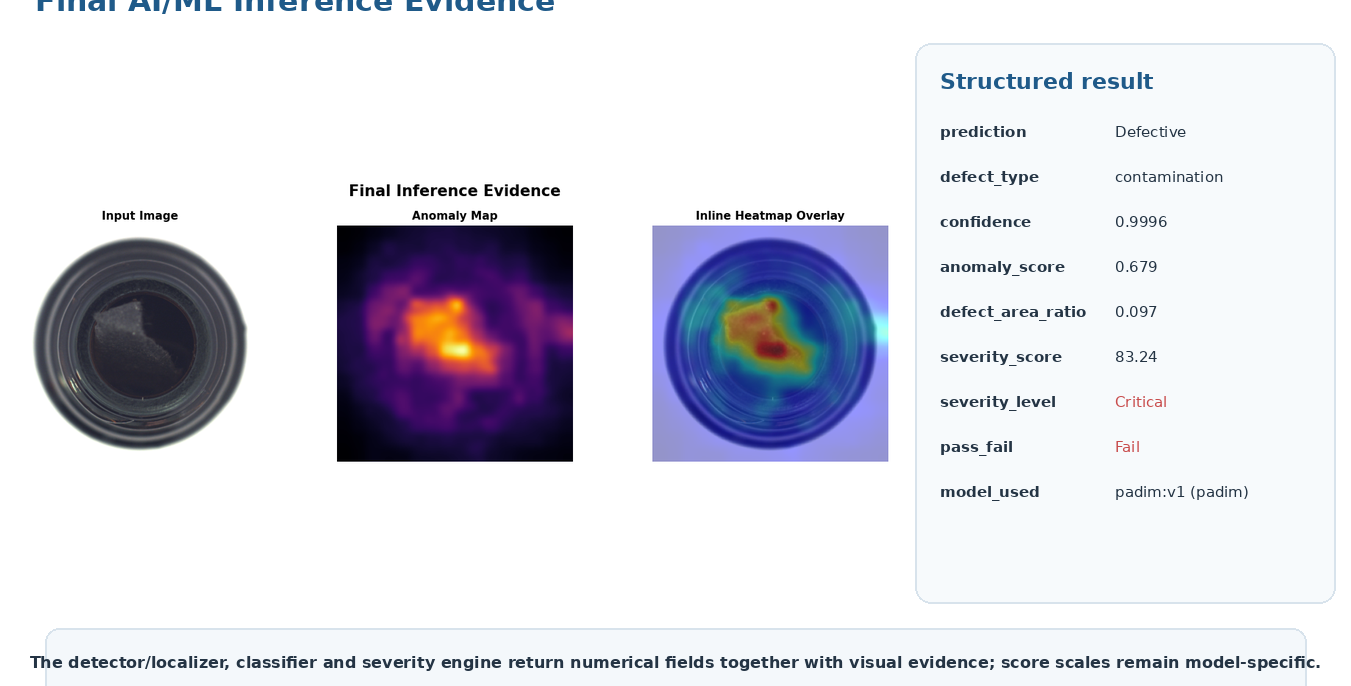 Final AI/ML Inference Evidence
Final Inference Evidence
Input Image
Anomaly Map
Inline Heatmap Overlay
Structured result
prediction Defective
defect_type contamination
confidence 0.9996
anomaly_score 0.679
defect_area_ratio 0.097
severity_score 83.24
severity_level Critical
pass_fail Fail
model_used padim:v1 (padim)
The detector/localizer, classifier and severity engine return numerical fields together with visual evidence; score scales remain model-specific.